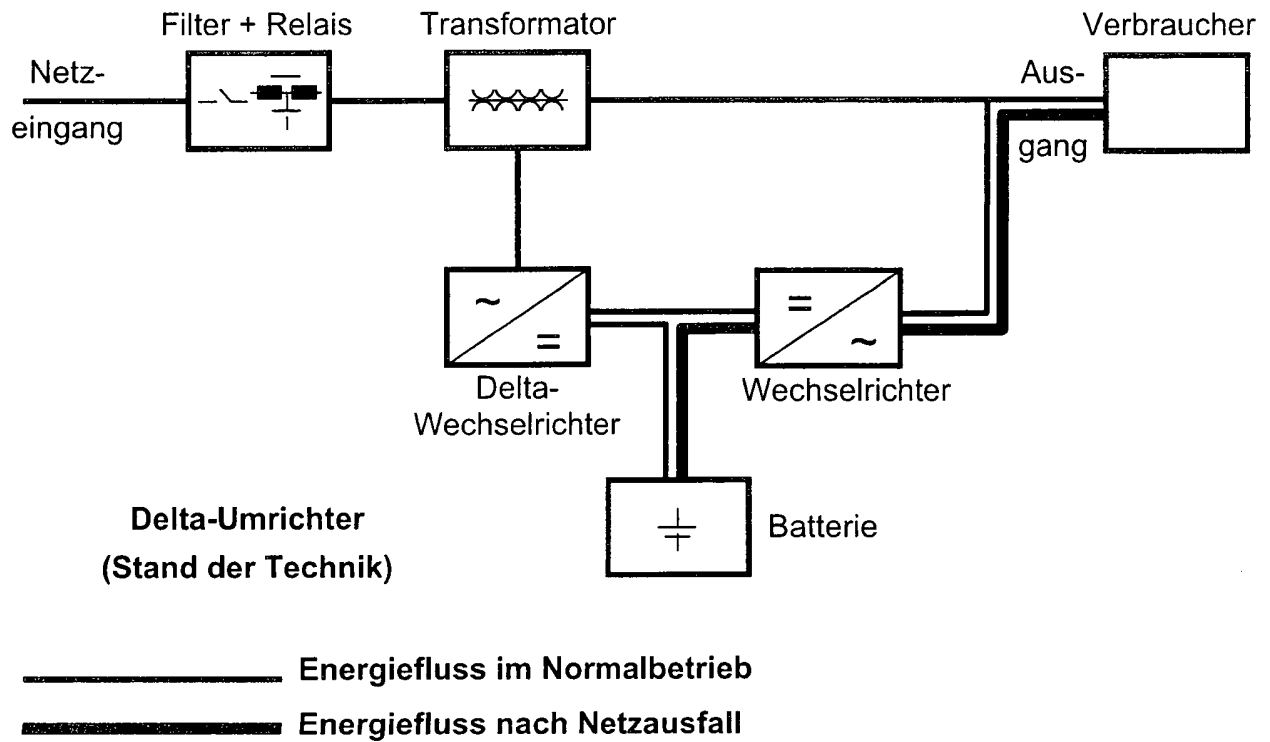 Filter + Relais
Transformator
Verbraucher
Netz-
eingang
Aus-
gang
~
=
=
~
Delta-
Wechselrichter
Wechselrichter
Batterie
Delta-Umrichter
(Stand der Technik)
Energiefluss im Normalbetrieb
Energiefluss nach Netzausfall